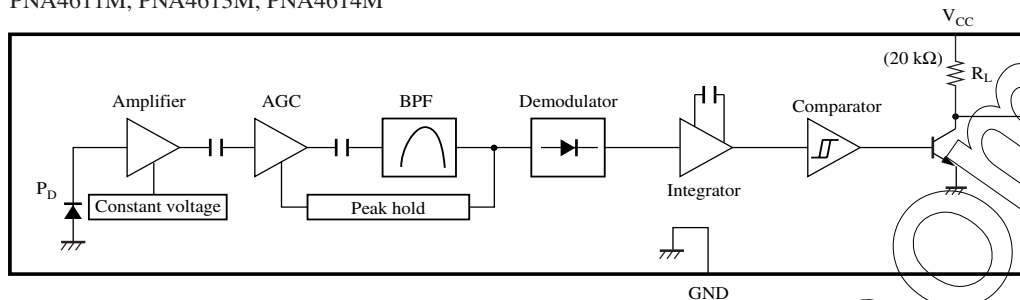 PNA4611M, PNA4613M, PNA4614M
VCC
(20 kΩ)
RL
Amplifier
AGC
BPF
Demodulator
Comparator
PD
Constant voltage
Peak hold
Integrator
GND